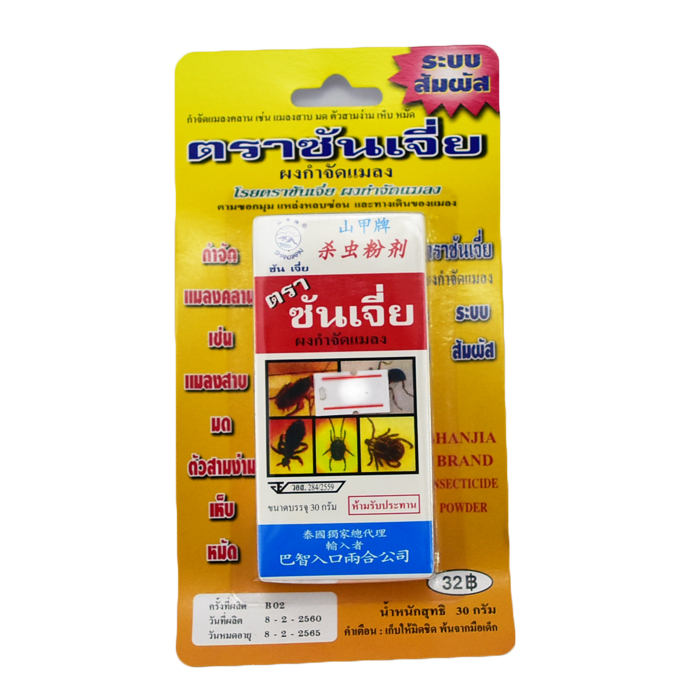 ระบบ
สัมผัส
กำจัดแมลงคลาน เช่น แมลงสาบ มด ตัวสามง่าม เห็บ หมัด
ตราซันเจี่ย
ผงกำจัดแมลง
โรยตราซันเจี่ย ผงกำจัดแมลง
ตามซอกมุม แหล่งหลบซ่อน และทางเดินของแมลง
กำจัด
แมลงคลาน
เช่น
แมลงสาบ
มด
ตัวสามง่าม
เห็บ
หมัด
山甲牌
杀虫粉剂
ซัน เจี่ย
ตรา
ซันเจี่ย
ผงกำจัดแมลง
วอส. 284/2559
ขนาดบรรจุ 30 กรัม
ห้ามรับประทาน
泰國獨家總代理
輸入者
巴智入口兩合公司
ตราซันเจี่ย
ผงกำจัดแมลง
ระบบ
สัมผัส
SHANJIA
BRAND
INSECTICIDE
POWDER
32฿
ครั้งที่ผลิต B02
วันที่ผลิต 8 - 2 - 2560
วันหมดอายุ 8 - 2 - 2565
น้ำหนักสุทธิ 30 กรัม
คำเตือน : เก็บให้มิดชิด พ้นจากมือเด็ก